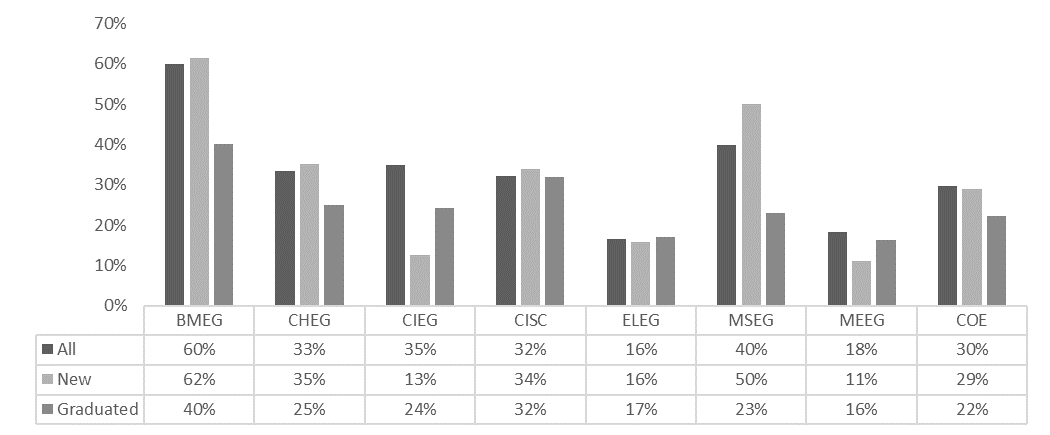 70%
60%
50%
40%
30%
20%
10%
0%
BMEG CHEG CIEG CISC ELEG MSEG MEEG COE
All 60% 33% 35% 32% 16% 40% 18% 30%
New 62% 35% 13% 34% 16% 50% 11% 29%
Graduated 40% 25% 24% 32% 17% 23% 16% 22%